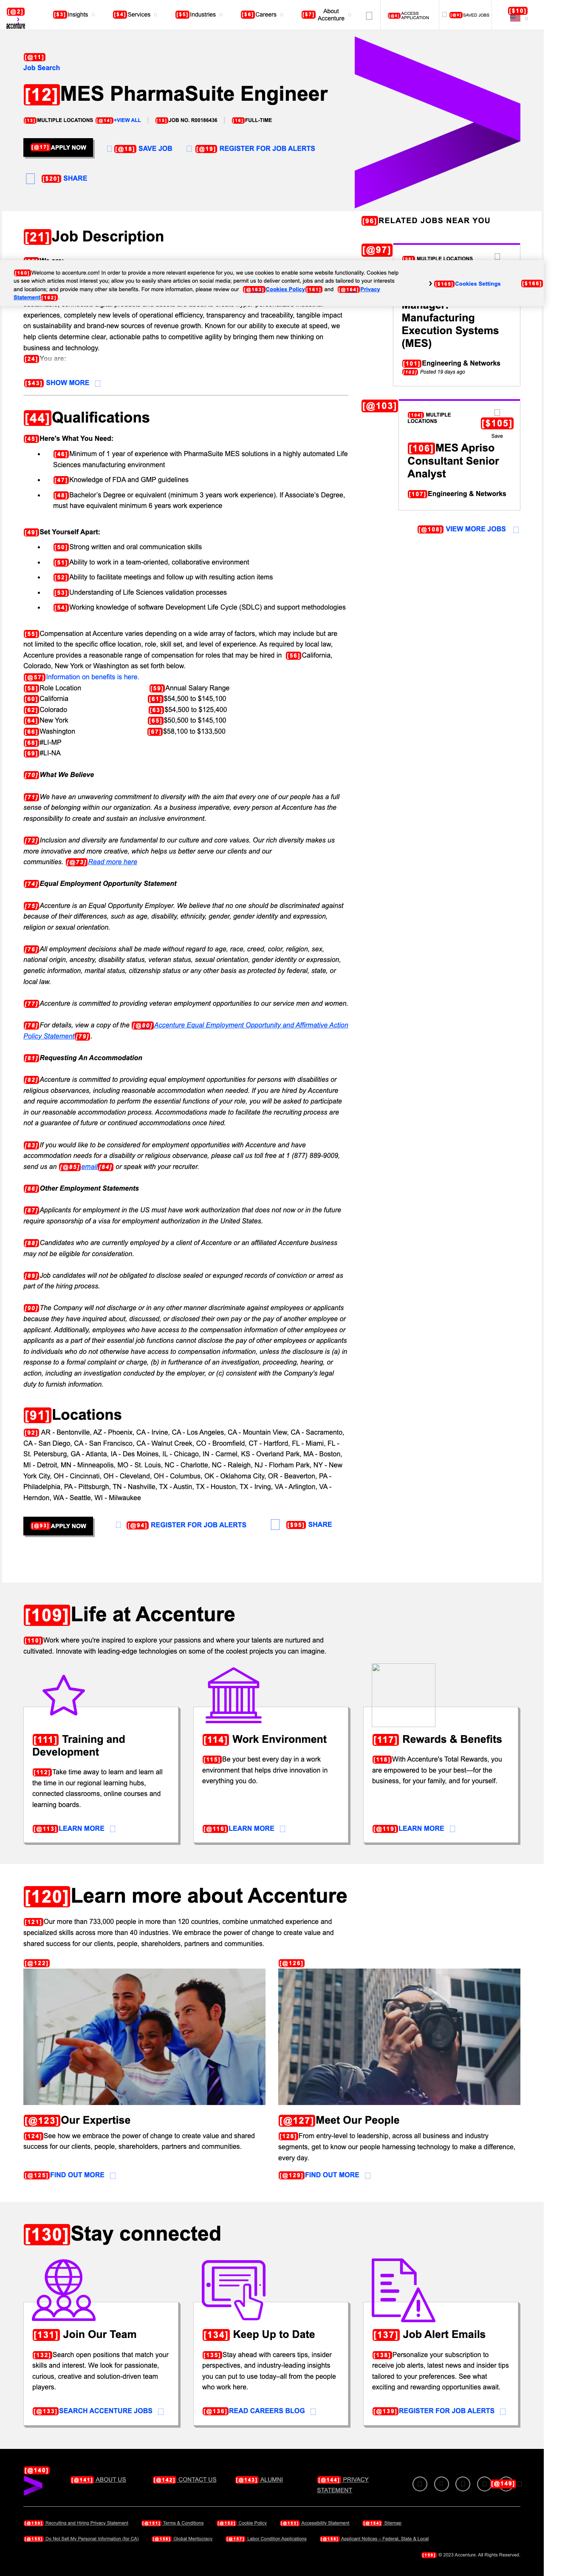 [@2]
accenture
[$3]Insights
[$4]Services
[$5]Industries
[$6]Careers
[$7] About Accenture
ACCESS APPLICATION
SAVED JOBS
[$10]
[@11]
Job Search
[12]MES PharmaSuite Engineer
[13]MULTIPLE LOCATIONS [@14]+VIEW ALL
[15]JOB NO. R00186436
[16]FULL-TIME
[@17] APPLY NOW
[@18] SAVE JOB
[@19] REGISTER FOR JOB ALERTS
[$20] SHARE
[21]Job Description
[96]RELATED JOBS NEAR YOU
[@97]
MULTIPLE LOCATIONS
[160]Welcome to accenture.com! In order to provide a more relevant experience for you, we use cookies to enable some website functionality. Cookies help
us see which articles most interest you; allow you to easily share articles on social media; permit us to deliver content, jobs and ads tailored to your interests
and locations; and provide many other site benefits. For more information, please review our [@163]Cookies Policy[161] and [@164]Privacy
Statement[162]
[$165]Cookies Settings
[$166]
experiences, completely new levels of operational efficiency, transparency and traceability, tangible impact
on sustainability and brand-new sources of revenue growth. Known for our ability to execute at speed, we
help clients determine clear, actionable paths to competitive agility by bringing them new thinking on
business and technology.
[24]You are:
[$43] SHOW MORE
Manufacturing
Execution Systems
(MES)
[101]Engineering & Networks
[102] Posted 19 days ago
[@103]
[104] MULTIPLE
LOCATIONS
[$105]
Save
[106]MES Apriso
Consultant Senior
Analyst
[107]Engineering & Networks
[@108] VIEW MORE JOBS
[44]Qualifications
[45]Here's What You Need:
• [46]Minimum of 1 year of experience with PharmaSuite MES solutions in a highly automated Life
Sciences manufacturing environment
• [47]Knowledge of FDA and GMP guidelines
• [48]Bachelor's Degree or equivalent (minimum 3 years work experience). If Associate's Degree,
must have equivalent minimum 6 years work experience
[49]Set Yourself Apart:
• [50]Strong written and oral communication skills
• [51]Ability to work in a team-oriented, collaborative environment
• [52]Ability to facilitate meetings and follow up with resulting action items
• [53]Understanding of Life Sciences validation processes
• [54]Working knowledge of software Development Life Cycle (SDLC) and support methodologies
[55]Compensation at Accenture varies depending on a wide array of factors, which may include but are
not limited to the specific office location, role, skill set, and level of experience. As required by local law,
Accenture provides a reasonable range of compensation for roles that may be hired in [56]California,
Colorado, New York or Washington as set forth below.
[@57]Information on benefits is here.
[58]Role Location [59]Annual Salary Range
[60]California [61]$54,500 to $145,100
[62]Colorado [63]$54,500 to $125,400
[64]New York [65]$50,500 to $145,100
[66]Washington [67]$58,100 to $133,500
[68]#LI-MP
[69]#LI-NA
[70]What We Believe
[71]We have an unwavering commitment to diversity with the aim that every one of our people has a full
sense of belonging within our organization. As a business imperative, every person at Accenture has the
responsibility to create and sustain an inclusive environment.
[72]Inclusion and diversity are fundamental to our culture and core values. Our rich diversity makes us
more innovative and more creative, which helps us better serve our clients and our
communities. [@73]Read more here
[74]Equal Employment Opportunity Statement
[75]Accenture is an Equal Opportunity Employer. We believe that no one should be discriminated against
because of their differences, such as age, disability, ethnicity, gender, gender identity and expression,
religion or sexual orientation.
[76]All employment decisions shall be made without regard to age, race, creed, color, religion, sex,
national origin, ancestry, disability status, veteran status, sexual orientation, gender identity or expression,
genetic information, marital status, citizenship status or any other basis as protected by federal, state, or
local law.
[77]Accenture is committed to providing veteran employment opportunities to our service men and women.
[78]For details, view a copy of the [@80]Accenture Equal Employment Opportunity and Affirmative Action
Policy Statement[79].
[81]Requesting An Accommodation
[82]Accenture is committed to providing equal employment opportunities for persons with disabilities or
religious observances, including reasonable accommodation when needed. If you are hired by Accenture
and require accommodation to perform the essential functions of your role, you will be asked to participate
in our reasonable accommodation process. Accommodations made to facilitate the recruiting process are
not a guarantee of future or continued accommodations once hired.
[83]If you would like to be considered for employment opportunities with Accenture and have
accommodation needs for a disability or religious observance, please call us toll free at 1 (877) 889-9009,
send us an [@85]email[84] or speak with your recruiter.
[86]Other Employment Statements
[87]Applicants for employment in the US must have work authorization that does not now or in the future
require sponsorship of a visa for employment authorization in the United States.
[88]Candidates who are currently employed by a client of Accenture or an affiliated Accenture business
may not be eligible for consideration.
[89]Job candidates will not be obligated to disclose sealed or expunged records of conviction or arrest as
part of the hiring process.
[90]The Company will not discharge or in any other manner discriminate against employees or applicants
because they have inquired about, discussed, or disclosed their own pay or the pay of another employee or
applicant. Additionally, employees who have access to the compensation information of other employees or
applicants as a part of their essential job functions cannot disclose the pay of other employees or applicants
to individuals who do not otherwise have access to compensation information, unless the disclosure is (a) in
response to a formal complaint or charge, (b) in furtherance of an investigation, proceeding, hearing, or
action, including an investigation conducted by the employer, or (c) consistent with the Company's legal
duty to furnish information.
[91]Locations
[92] AR - Bentonville, AZ - Phoenix, CA - Irvine, CA - Los Angeles, CA - Mountain View, CA - Sacramento,
CA - San Diego, CA - San Francisco, CA - Walnut Creek, CO - Broomfield, CT - Hartford, FL - Miami, FL -
St. Petersburg, GA - Atlanta, IA - Des Moines, IL - Chicago, IN - Carmel, KS - Overland Park, MA - Boston,
MI - Detroit, MN - Minneapolis, MO - St. Louis, NC - Charlotte, NC - Raleigh, NJ - Florham Park, NY - New
York City, OH - Cincinnati, OH - Cleveland, OH - Columbus, OK - Oklahoma City, OR - Beaverton, PA -
Philadelphia, PA - Pittsburgh, TN - Nashville, TX - Austin, TX - Houston, TX - Irving, VA - Arlington, VA -
Herndon, WA - Seattle, WI - Milwaukee
[@93] APPLY NOW
[@94] REGISTER FOR JOB ALERTS
[$95] SHARE
[109]Life at Accenture
[110]Work where you're inspired to explore your passions and where your talents are nurtured and
cultivated. Innovate with leading-edge technologies on some of the coolest projects you can imagine.
[111] Training and
Development
[112]Take time away to learn and learn all
the time in our regional learning hubs,
connected classrooms, online courses and
learning boards.
[@113]LEARN MORE
[114] Work Environment
[115]Be your best every day in a work
environment that helps drive innovation in
everything you do.
[@116]LEARN MORE
[117] Rewards & Benefits
[118]With Accenture's Total Rewards, you
are empowered to be your best—for the
business, for your family, and for yourself.
[@119]LEARN MORE
[120]Learn more about Accenture
[121]Our more than 733,000 people in more than 120 countries, combine unmatched experience and
specialized skills across more than 40 industries. We embrace the power of change to create value and
shared success for our clients, people, shareholders, partners and communities.
[@122]
[@126]
[@123]Our Expertise
[124]See how we embrace the power of change to create value and shared
success for our clients, people, shareholders, partners and communities.
[@125]FIND OUT MORE
[@127]Meet Our People
[128]From entry-level to leadership, across all business and industry
segments, get to know our people harnessing technology to make a difference,
every day.
[@129]FIND OUT MORE
[130]Stay connected
[131] Join Our Team
[132]Search open positions that match your
skills and interest. We look for passionate,
curious, creative and solution-driven team
players.
[@133]SEARCH ACCENTURE JOBS
[134] Keep Up to Date
[135]Stay ahead with careers tips, insider
perspectives, and industry-leading insights
you can put to use today–all from the people
who work here.
[@136]READ CAREERS BLOG
[137] Job Alert Emails
[138]Personalize your subscription to
receive job alerts, latest news and insider tips
tailored to your preferences. See what
exciting and rewarding opportunities await.
[@139]REGISTER FOR JOB ALERTS
[@140]
[@141] ABOUT US
[@142] CONTACT US
[@143] ALUMNI
[@144] PRIVACY
STATEMENT
[@149]
Recruiting and Hiring Privacy Statement
Terms & Conditions
Cookie Policy
Accessibility Statement
Sitemap
Do Not Sell My Personal Information (for CA)
Global Meritocracy
Labor Condition Applications
Applicant Notices – Federal, State & Local
© 2023 Accenture. All Rights Reserved.